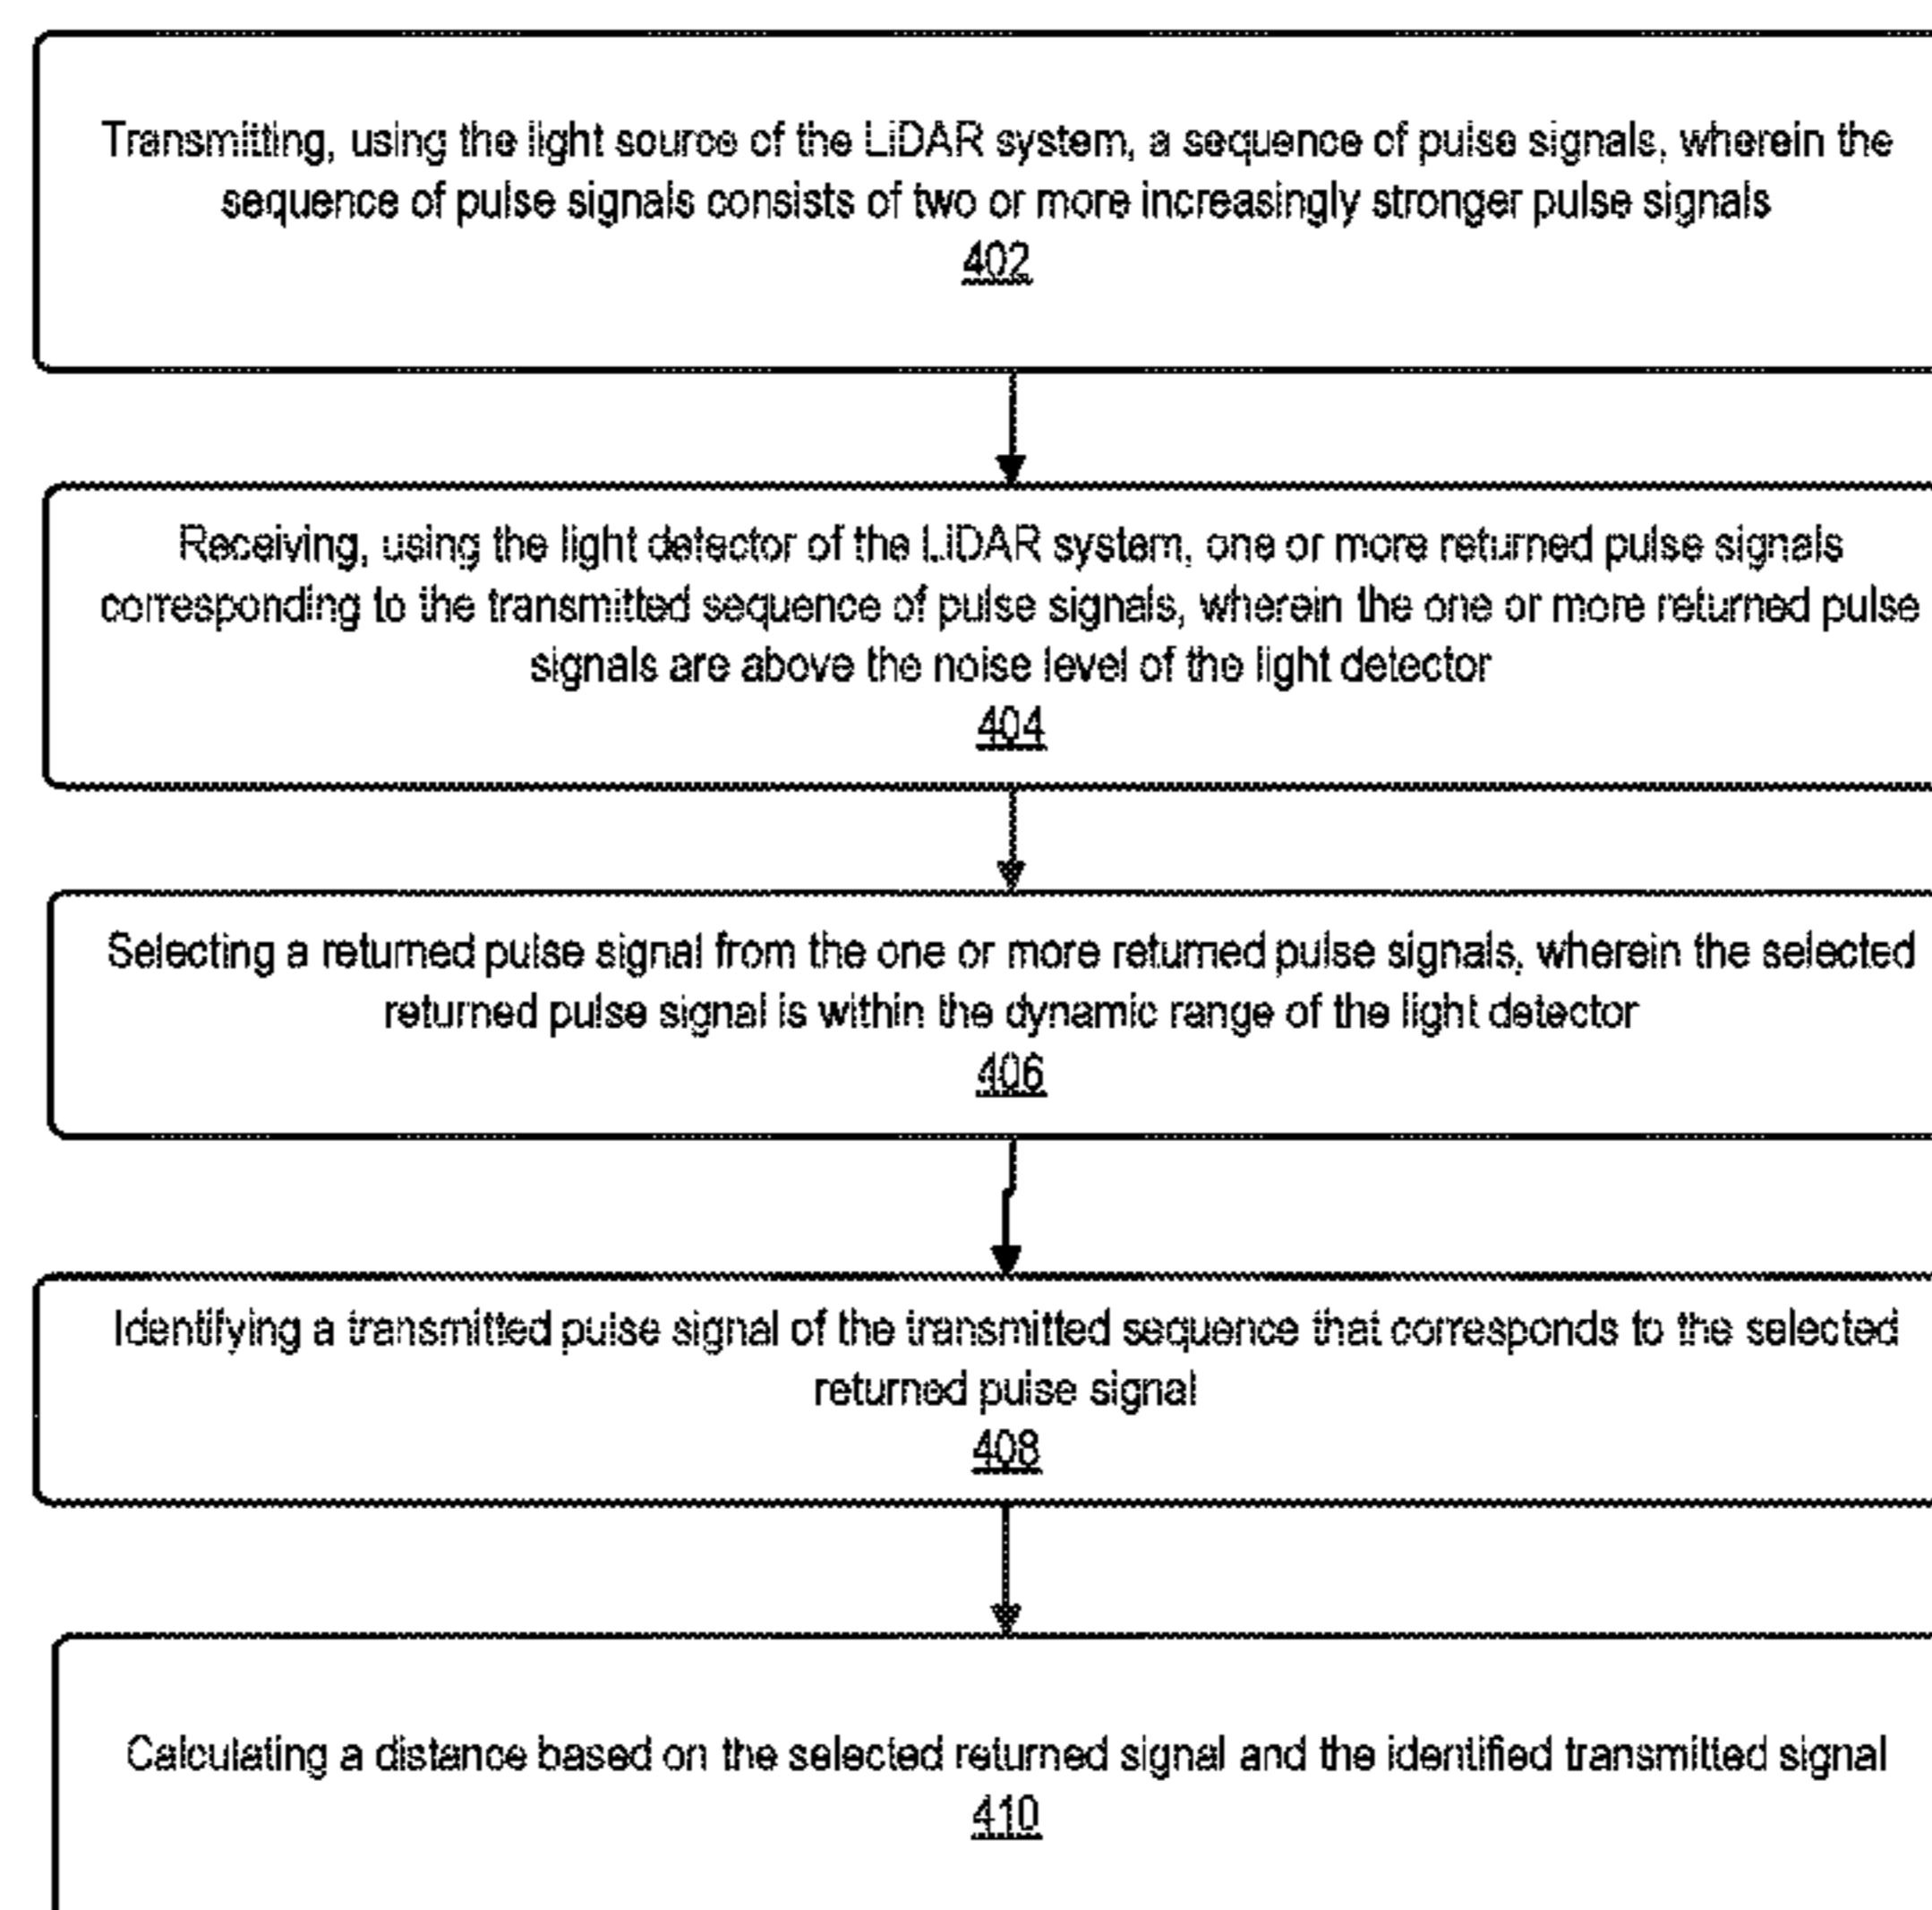 Transmitting, using the light source of the LiDAR system, a sequence of pulse signals, wherein the
sequence of pulse signals consists of two or more increasingly stronger pulse signals
402
Receiving, using the light detector of the LiDAR system, one or more returned pulse signals
corresponding to the transmitted sequence of pulse signals, wherein the one or more returned pulse
signals are above the noise level of the light detector
404
Selecting a returned pulse signal from the one or more returned pulse signals, wherein the selected
returned pulse signal is within the dynamic range of the light detector
406
Identifying a transmitted pulse signal of the transmitted sequence that corresponds to the selected
returned pulse signal
408
Calculating a distance based on the selected returned signal and the identified transmitted signal
410